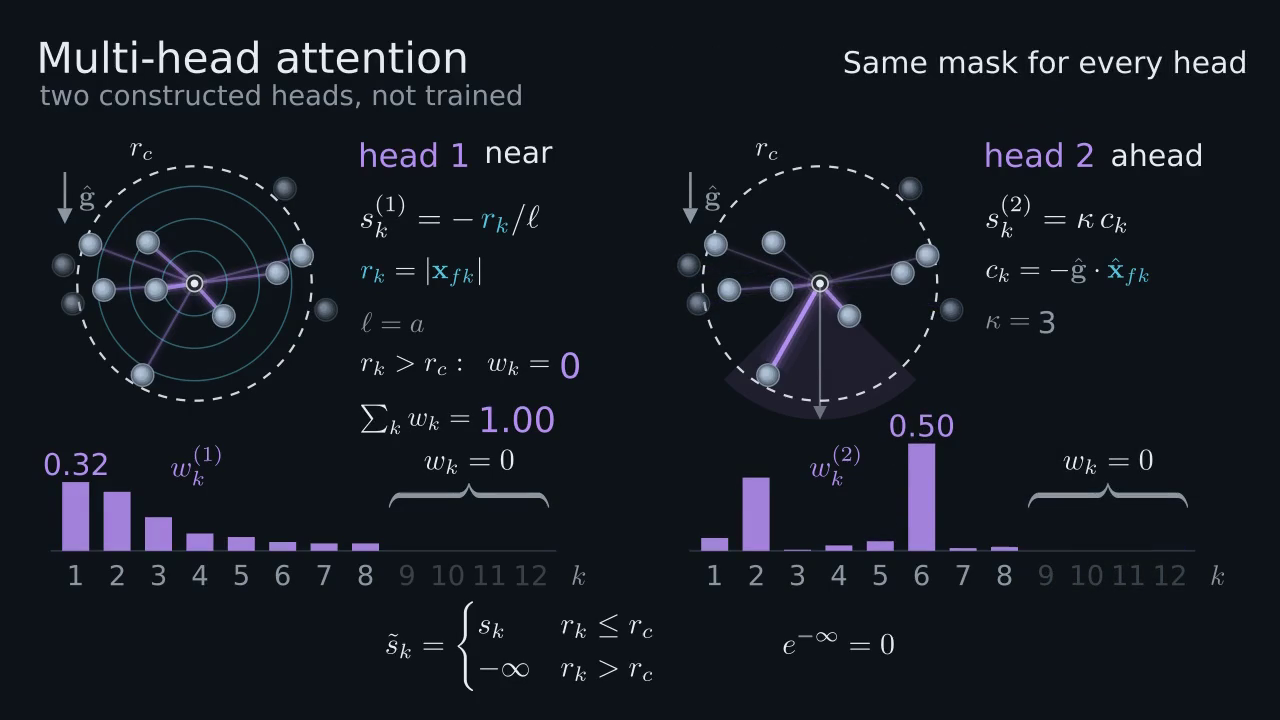 Multi-head attention
two constructed heads, not trained
Same mask for every head
r_c
ĝ
head 1 near
s_k^{(1)} = − r_k/ℓ
r_k = |𝐱_{fk}|
ℓ = a
r_k > r_c : w_k = 0
∑_k w_k = 1.00
r_c
ĝ
head 2 ahead
s_k^{(2)} = κ c_k
c_k = −ĝ · x̂_{fk}
κ = 3
0.32
w_k^{(1)}
w_k = 0
1 2 3 4 5 6 7 8 9 10 11 12 k
0.50
w_k^{(2)}
w_k = 0
1 2 3 4 5 6 7 8 9 10 11 12 k
s̃_k = { s_k r_k ≤ r_c
−∞ r_k > r_c
e^{−∞} = 0